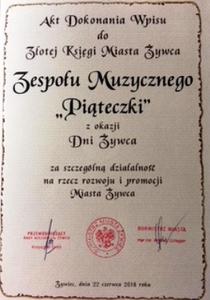 Akt Dokonania Wpisu
do
Złotej Księgi Miasta Żywca
Zespołu Muzycznego
„Piąteczki”
z okazji
Dni Żywca
za szczególną działalność
na rzecz rozwoju i promocji
Miasta Żywca
PRZEWODNICZĄCY
BURMISTRZ MIASTA
Żywiec, dnia 22 czerwca 2018 roku